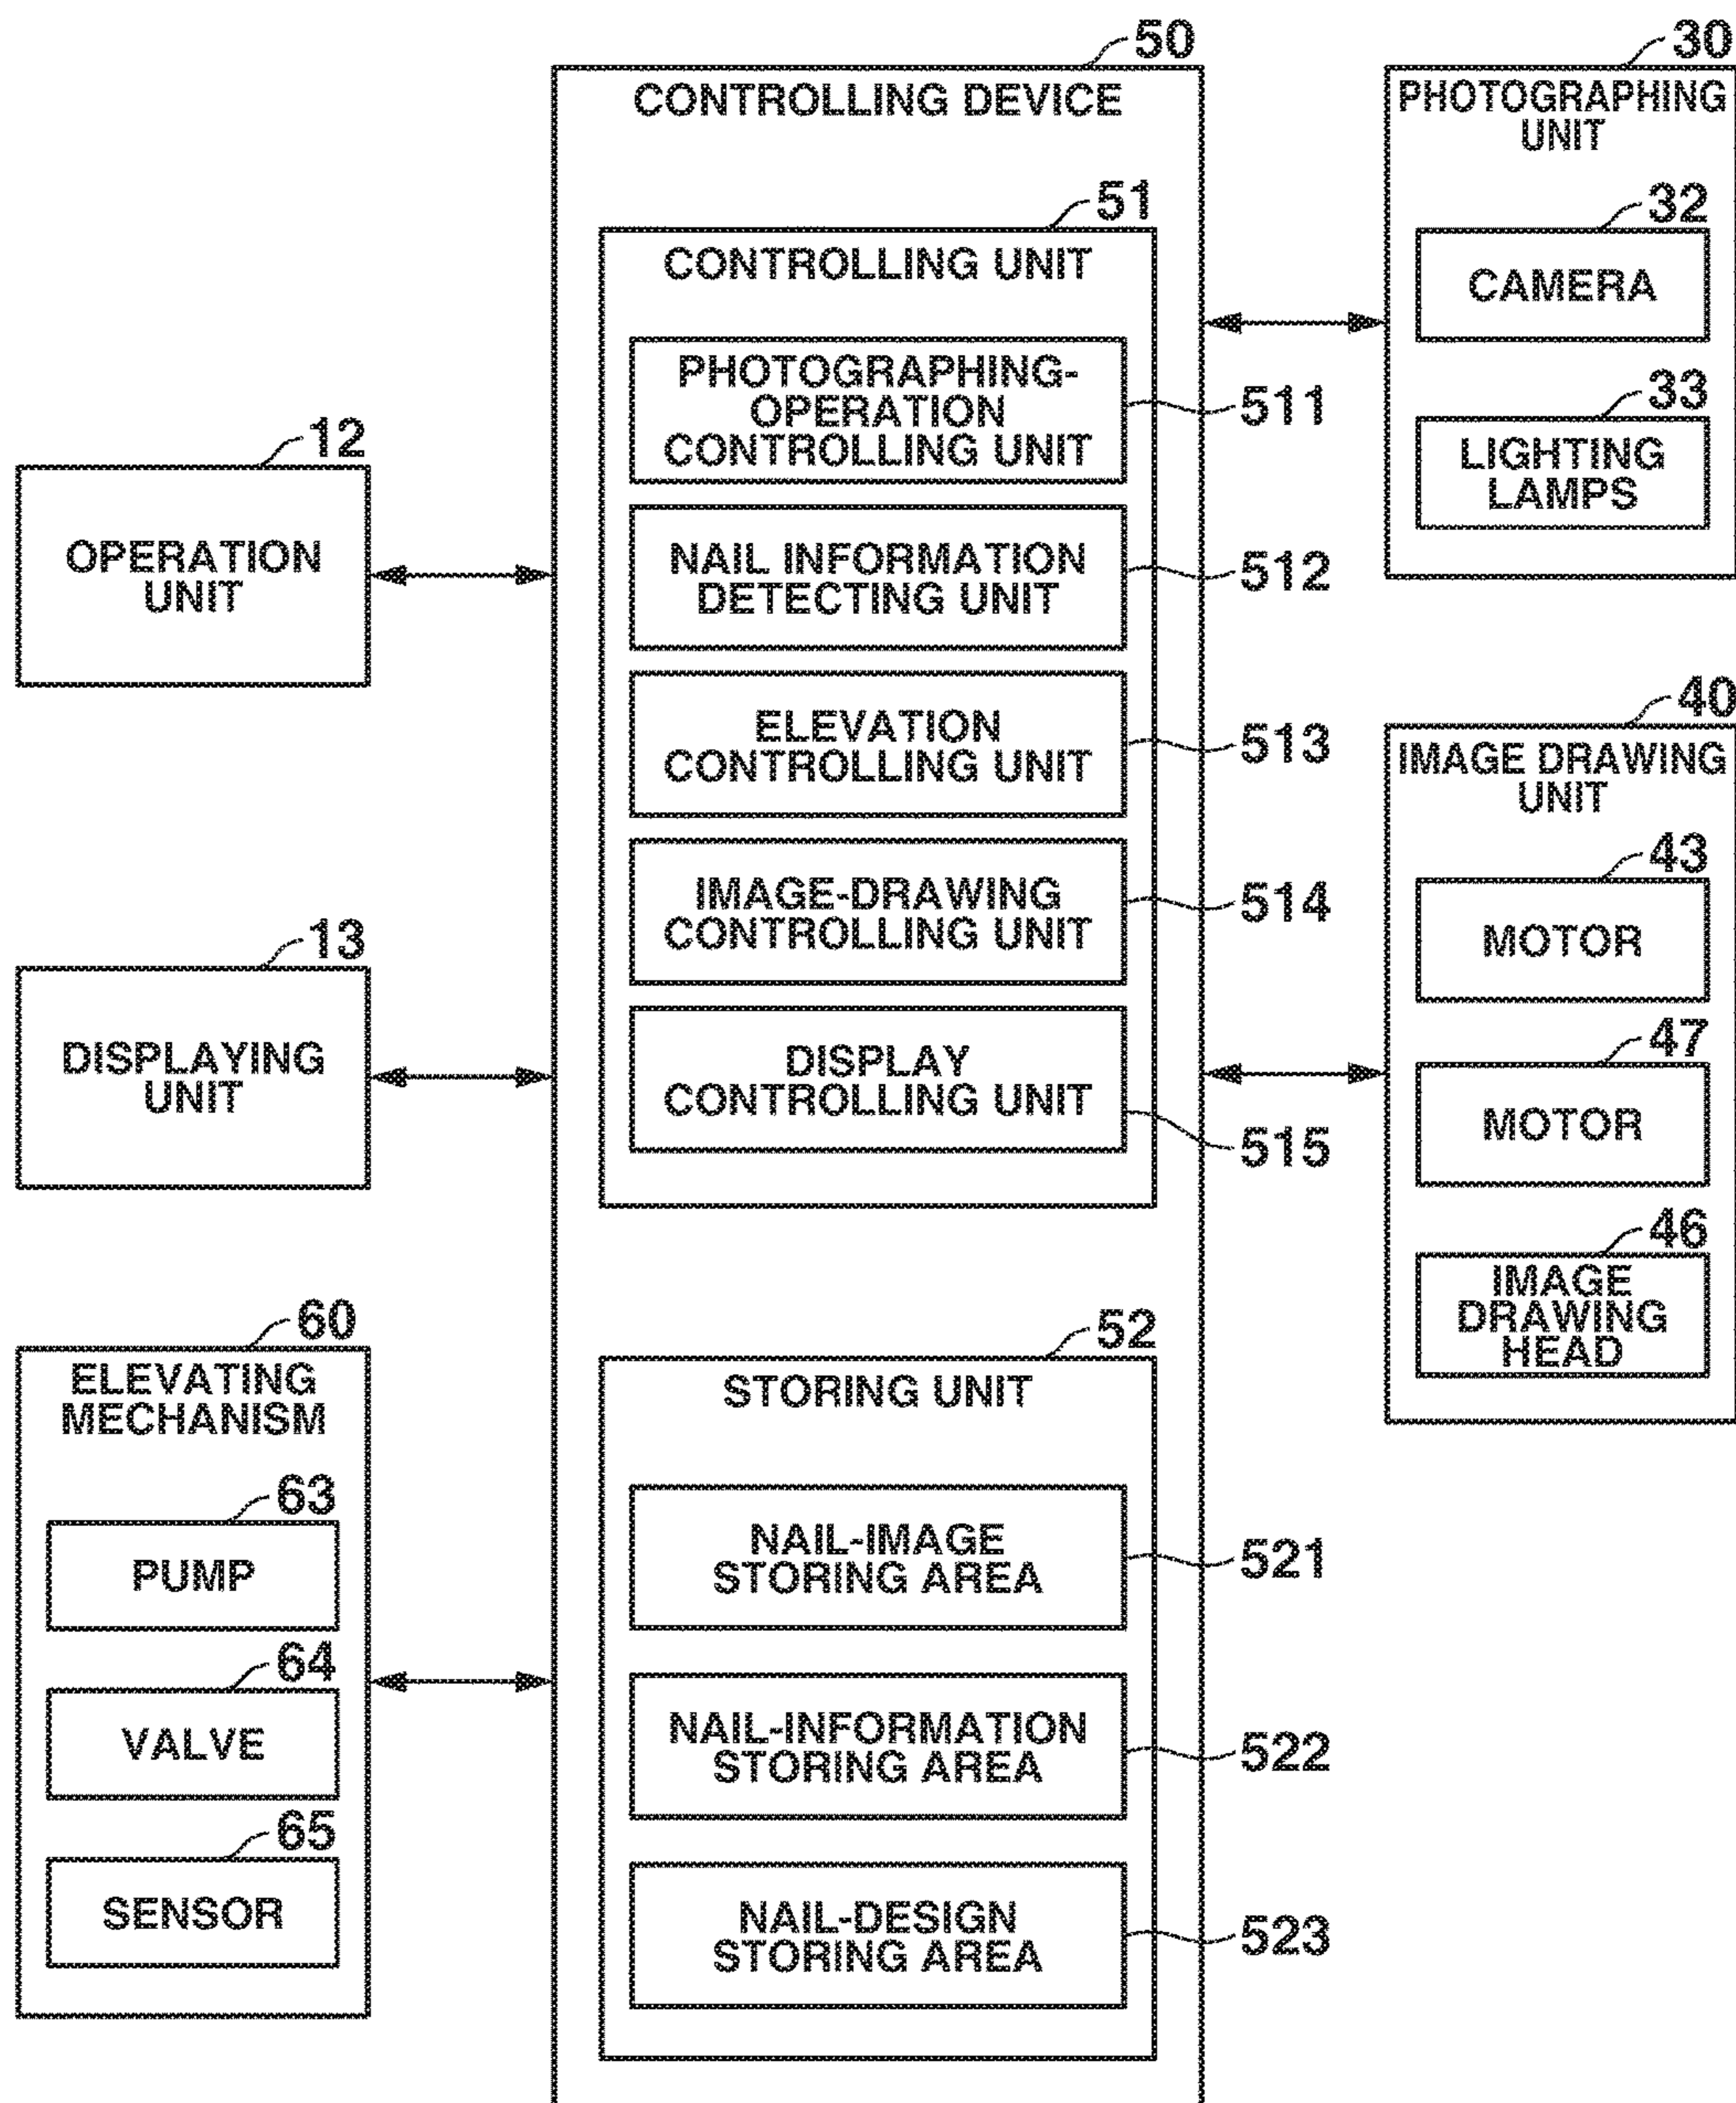 50
CONTROLLING DEVICE
51
CONTROLLING UNIT
PHOTOGRAPHING-
OPERATION
CONTROLLING UNIT
511
NAIL INFORMATION
DETECTING UNIT
512
ELEVATION
CONTROLLING UNIT
513
IMAGE-DRAWING
CONTROLLING UNIT
514
DISPLAY
CONTROLLING UNIT
515
52
STORING UNIT
NAIL-IMAGE
STORING AREA
521
NAIL-INFORMATION
STORING AREA
522
NAIL-DESIGN
STORING AREA
523
12
OPERATION
UNIT
13
DISPLAYING
UNIT
60
ELEVATING
MECHANISM
63
PUMP
64
VALVE
65
SENSOR
30
PHOTOGRAPHING
UNIT
32
CAMERA
33
LIGHTING
LAMPS
40
IMAGE DRAWING
UNIT
43
MOTOR
47
MOTOR
46
IMAGE
DRAWING
HEAD